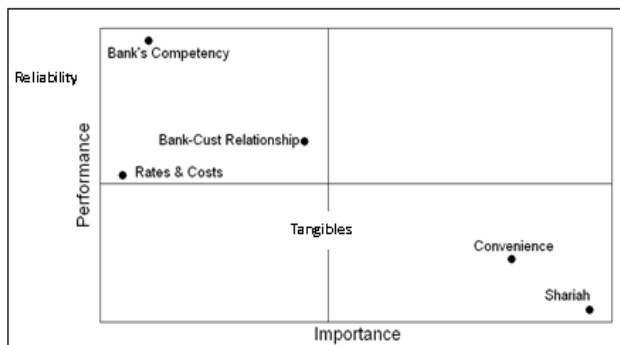 Bank's Competency
Reliability
Bank-Cust Relationship
Rates & Costs
Performance
Tangibles
Convenience
Shariah
Importance